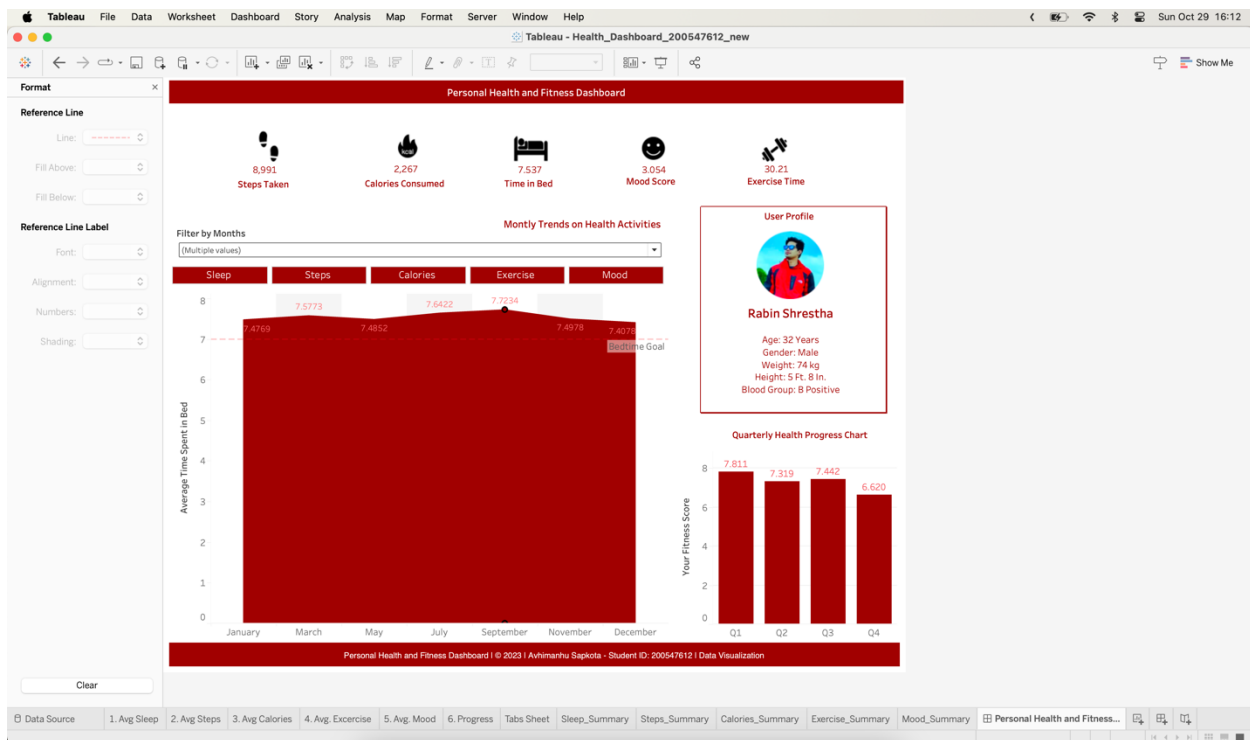 Tableau File Data Worksheet Dashboard Story Analysis Map Format Server Window Help Sun Oct 29 16:12
Tableau - Health_Dashboard_200547612_new
Show Me
Format
Reference Line
Line:
Fill Above:
Fill Below:
Reference Line Label
Font:
Alignment:
Numbers:
Shading:
Clear
Personal Health and Fitness Dashboard
kcal
8,991 2,267 7.537 3.054 30.21
Steps Taken Calories Consumed Time in Bed Mood Score Exercise Time
Montly Trends on Health Activities
Filter by Months
(Multiple values)
Sleep Steps Calories Exercise Mood
Average Time Spent in Bed
8
7
6
5
4
3
2
1
0
7.4769 7.5773 7.4852 7.6422 7.7234 7.4978 7.4078
Bedtime Goal
January March May July September November December
User Profile
Rabin Shrestha
Age: 32 Years
Gender: Male
Weight: 74 kg
Height: 5 Ft. 8 In.
Blood Group: B Positive
Quarterly Health Progress Chart
Your Fitness Score
8
6
4
2
0
7.811 7.319 7.442 6.620
Q1 Q2 Q3 Q4
Personal Health and Fitness Dashboard I © 2023 I Avhimanhu Sapkota - Student ID: 200547612 I Data Visualization
Data Source 1. Avg Sleep 2. Avg Steps 3. Avg Calories 4. Avg. Excercise 5. Avg. Mood 6. Progress Tabs Sheet Sleep_Summary Steps_Summary Calories_Summary Exercise_Summary Mood_Summary Personal Health and Fitness...